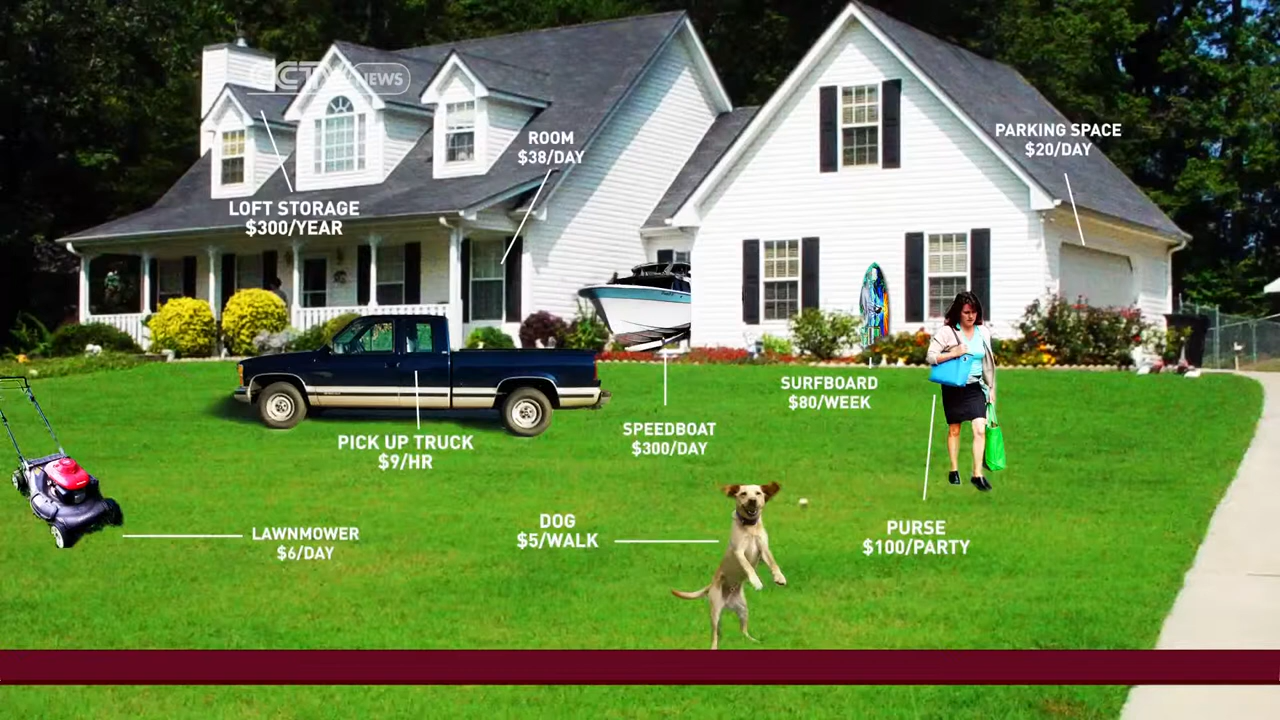 CCTV NEWS
ROOM
$38/DAY
PARKING SPACE
$20/DAY
LOFT STORAGE
$300/YEAR
SURFBOARD
$80/WEEK
SPEEDBOAT
$300/DAY
PICK UP TRUCK
$9/HR
LAWNMOWER
$6/DAY
DOG
$5/WALK
PURSE
$100/PARTY